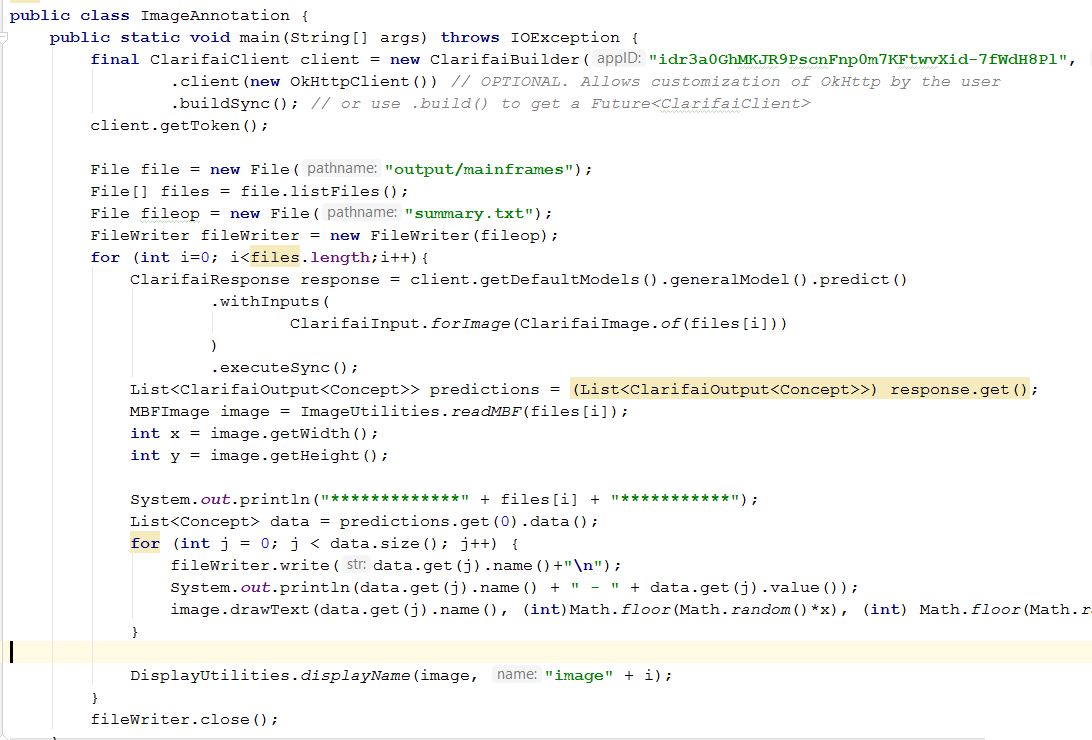 public class ImageAnnotation {
    public static void main(String[] args) throws IOException {
        final ClarifaiClient client = new ClarifaiBuilder( appID: "idr3a0GhMKJR9PscnFnp0m7KFtwvXid-7fWdH8Pl",
                .client(new OkHttpClient()) // OPTIONAL. Allows customization of OkHttp by the user
                .buildSync(); // or use .build() to get a Future<ClarifaiClient>
        client.getToken();
        File file = new File( pathname: "output/mainframes");
        File[] files = file.listFiles();
        File fileop = new File( pathname: "summary.txt");
        FileWriter fileWriter = new FileWriter(fileop);
        for (int i=0; i<files.length;i++){
            ClarifaiResponse response = client.getDefaultModels().generalModel().predict()
                    .withInputs(
                            ClarifaiInput.forImage(ClarifaiImage.of(files[i]))
                    )
                    .executeSync();
            List<ClarifaiOutput<Concept>> predictions = (List<ClarifaiOutput<Concept>>) response.get();
            MBFImage image = ImageUtilities.readMBF(files[i]);
            int x = image.getWidth();
            int y = image.getHeight();
            System.out.println("*************" + files[i] + "***********");
            List<Concept> data = predictions.get(0).data();
            for (int j = 0; j < data.size(); j++) {
                fileWriter.write( str: data.get(j).name()+"\n");
                System.out.println(data.get(j).name() + " - " + data.get(j).value());
                image.drawText(data.get(j).name(), (int)Math.floor(Math.random()*x), (int) Math.floor(Math.r
            }
            DisplayUtilities.displayName(image, name: "image" + i);
        }
        fileWriter.close();